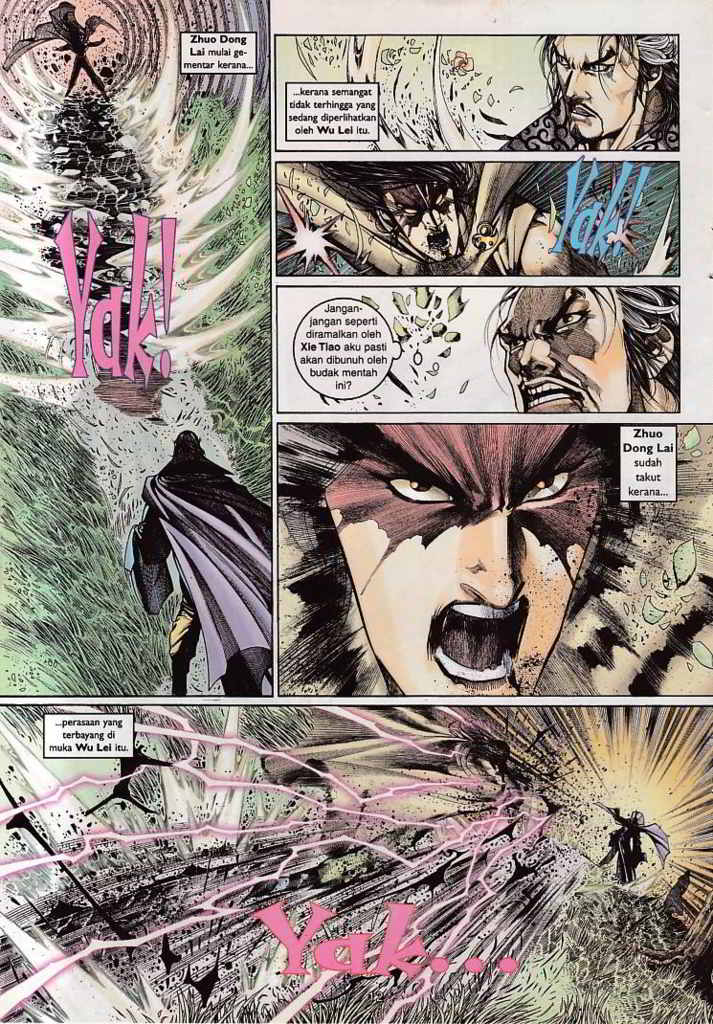 Zhuo Dong
Lai mulai ge-
mentar kerana...
Yak!
...kerana semangat
tidak terhingga yang
sedang diperlihatkan
oleh Wu Lei itu.
Yak!
Jangan-
jangan seperti
diramalkan oleh
Xie Tiao aku pasti
akan dibunuh oleh
budak mentah
ini?
Zhuo
Dong Lai
sudah
takut
kerana...
...perasaan yang
terbayang di
muka Wu Lei itu.
Yak...